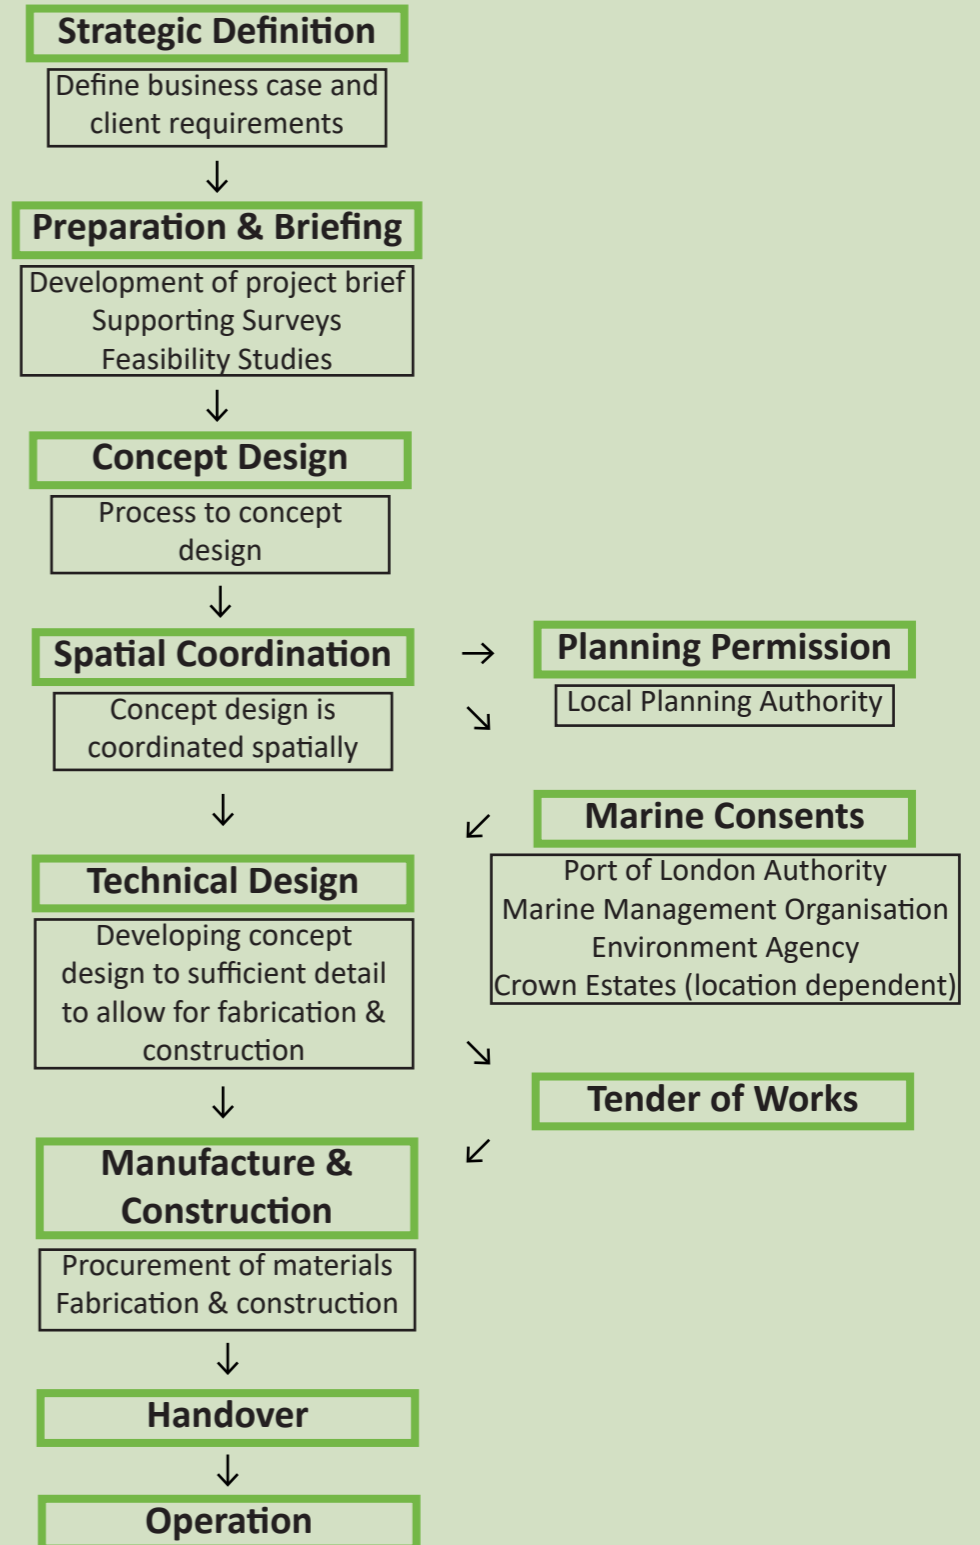 Strategic Definition
Define business case and
client requirements
↓
Preparation & Briefing
Development of project brief
Supporting Surveys
Feasibility Studies
↓
Concept Design
Process to concept
design
↓
Spatial Coordination
→
Planning Permission
Local Planning Authority
Concept design is
coordinated spatially
↘
↓
Marine Consents
Port of London Authority
Marine Management Organisation
Environment Agency
Crown Estates (location dependent)
↙
Technical Design
Developing concept
design to sufficient detail
to allow for fabrication &
construction
↘
Tender of Works
↓
↙
Manufacture &
Construction
Procurement of materials
Fabrication & construction
↓
Handover
↓
Operation